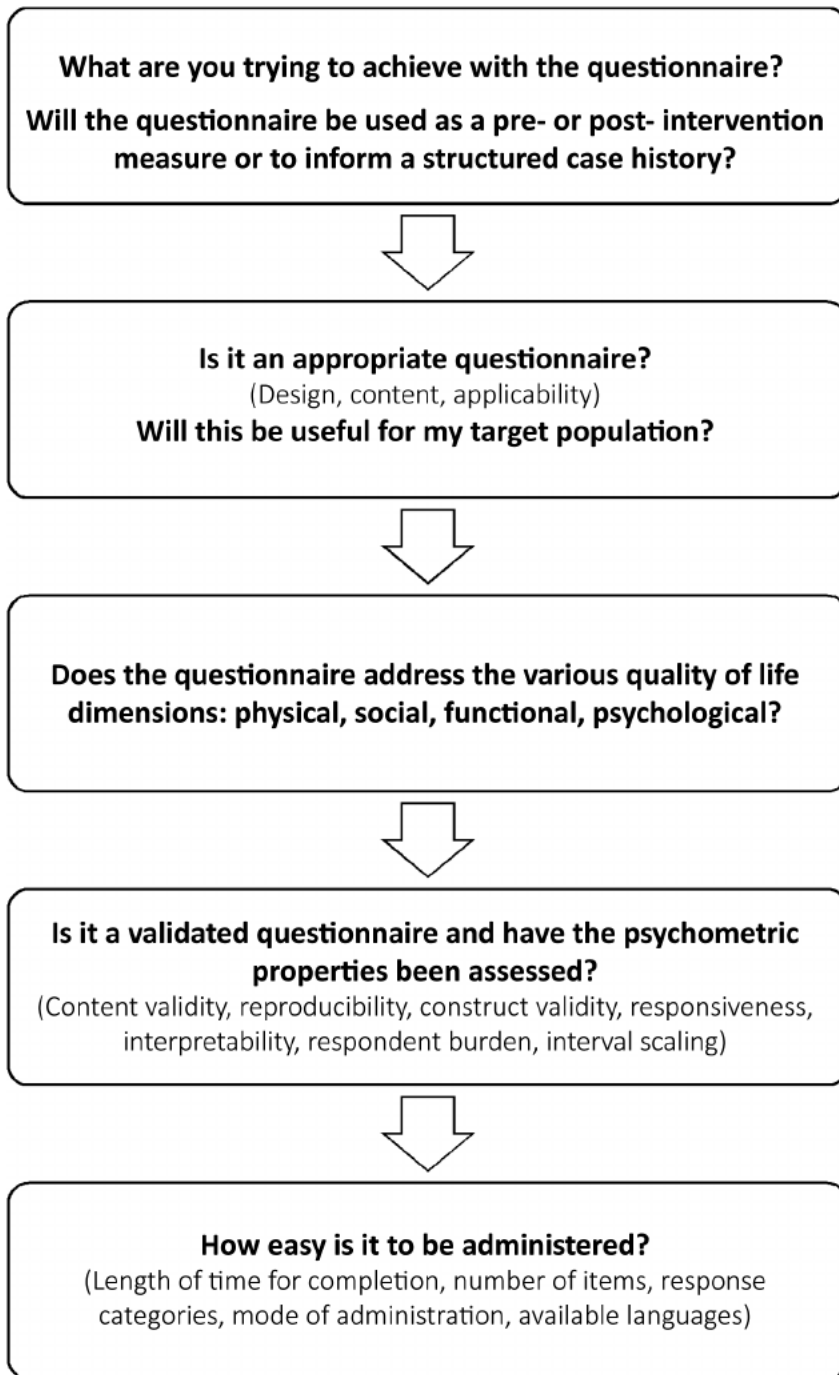 What are you trying to achieve with the questionnaire?
Will the questionnaire be used as a pre- or post- intervention
measure or to inform a structured case history?
Is it an appropriate questionnaire?
(Design, content, applicability)
Will this be useful for my target population?
Does the questionnaire address the various quality of life
dimensions: physical, social, functional, psychological?
Is it a validated questionnaire and have the psychometric
properties been assessed?
(Content validity, reproducibility, construct validity, responsiveness,
interpretability, respondent burden, interval scaling)
How easy is it to be administered?
(Length of time for completion, number of items, response
categories, mode of administration, available languages)